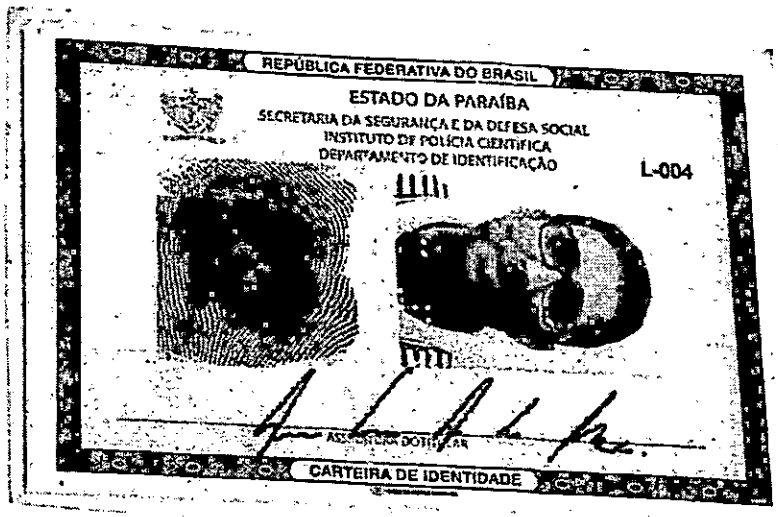 REPÚBLICA FEDERATIVA DO BRASIL
ESTADO DA PARAÍBA
SECRETARIA DA SEGURANÇA E DA DEFESA SOCIAL
INSTITUTO DE POLÍCIA CIENTÍFICA
DEPARTAMENTO DE IDENTIFICAÇÃO
L-004
ASSINATURA DO TITULAR
CARTEIRA DE IDENTIDADE